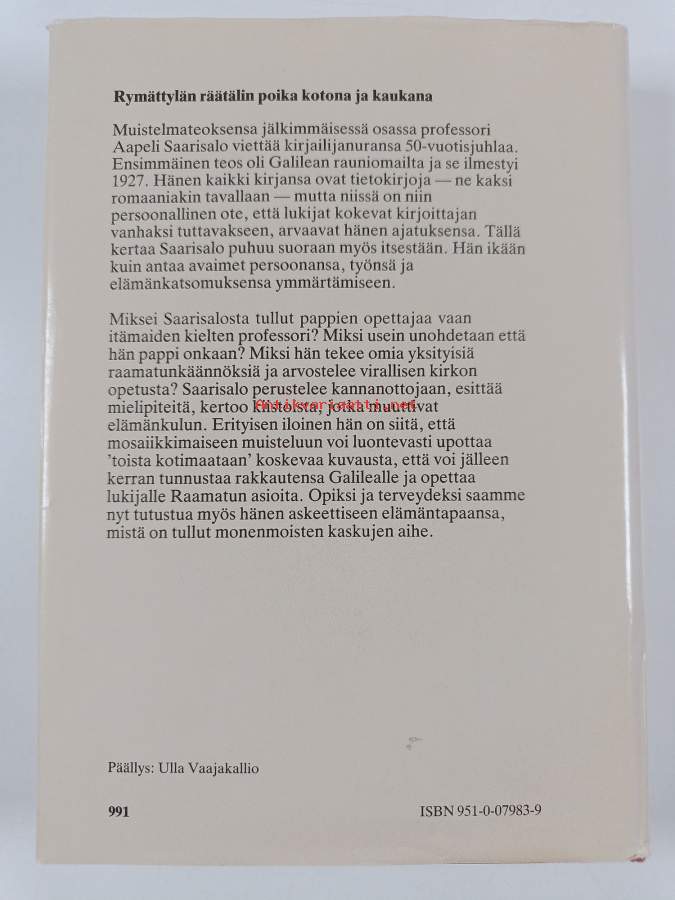 Rymättylän räätälin poika kotona ja kaukana
Muistelmateoksensa jälkimmäisessä osassa professori
Aapeli Saarisalo viettää kirjailijanuransa 50-vuotisjuhlaa.
Ensimmäinen teos oli Galilean rauniomailta ja se ilmestyi
1927. Hänen kaikki kirjansa ovat tietokirjoja — ne kaksi
romaaniakin tavallaan — mutta niissä on niin
persoonallinen ote, että lukijat kokevat kirjoittajan
vanhaksi tuttavakseen, arvaavat hänen ajatuksensa. Tällä
kertaa Saarisalo puhuu suoraan myös itsestään. Hän ikään
kuin antaa avaimet persoonansa, työnsä ja
elämänkatsomuksensa ymmärtämiseen.
Miksei Saarisalosta tullut pappien opettajaa vaan
itämaiden kielten professori? Miksi usein unohdetaan että
hän pappi onkaan? Miksi hän tekee omia yksityisiä
raamatunkäännöksiä ja arvostelee virallisen kirkon
opetusta? Saarisalo perustelee kannanottojaan, esittää
mielipiteitä, kertoo kiistoista, jotka muuttivat
elämänkulun. Erityisen iloinen hän on siitä, että
mosaiikkimaiseen muisteluun voi luontevasti upottaa
'toista kotimaataan' koskevaa kuvausta, että voi jälleen
kerran tunnustaa rakkautensa Galilealle ja opettaa
lukijalle Raamatun asioita. Opiksi ja terveydeksi saamme
nyt tutustua myös hänen askeettiseen elämäntapaansa,
mistä on tullut monenmoisten kaskujen aihe.
Antikvariaatti.net
Päällys: Ulla Vaajakallio
991
ISBN 951-0-07983-9